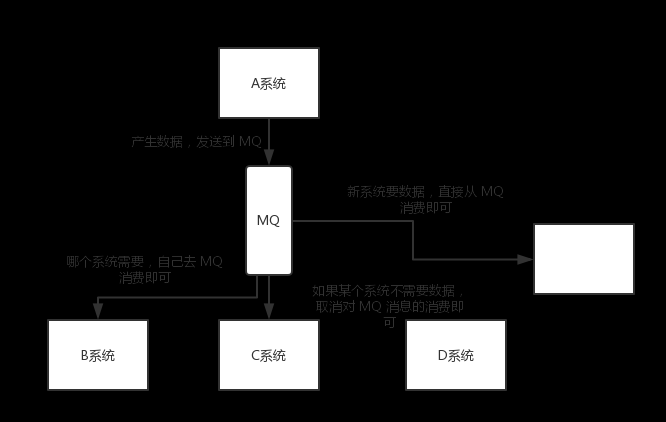 A系统
产生数据，发送到 MQ
MQ
新系统要数据，直接从 MQ
消费即可
哪个系统需要，自己去 MQ
消费即可
如果某个系统不需要数据，
取消对 MQ 消息的消费即
可
B系统
C系统
D系统